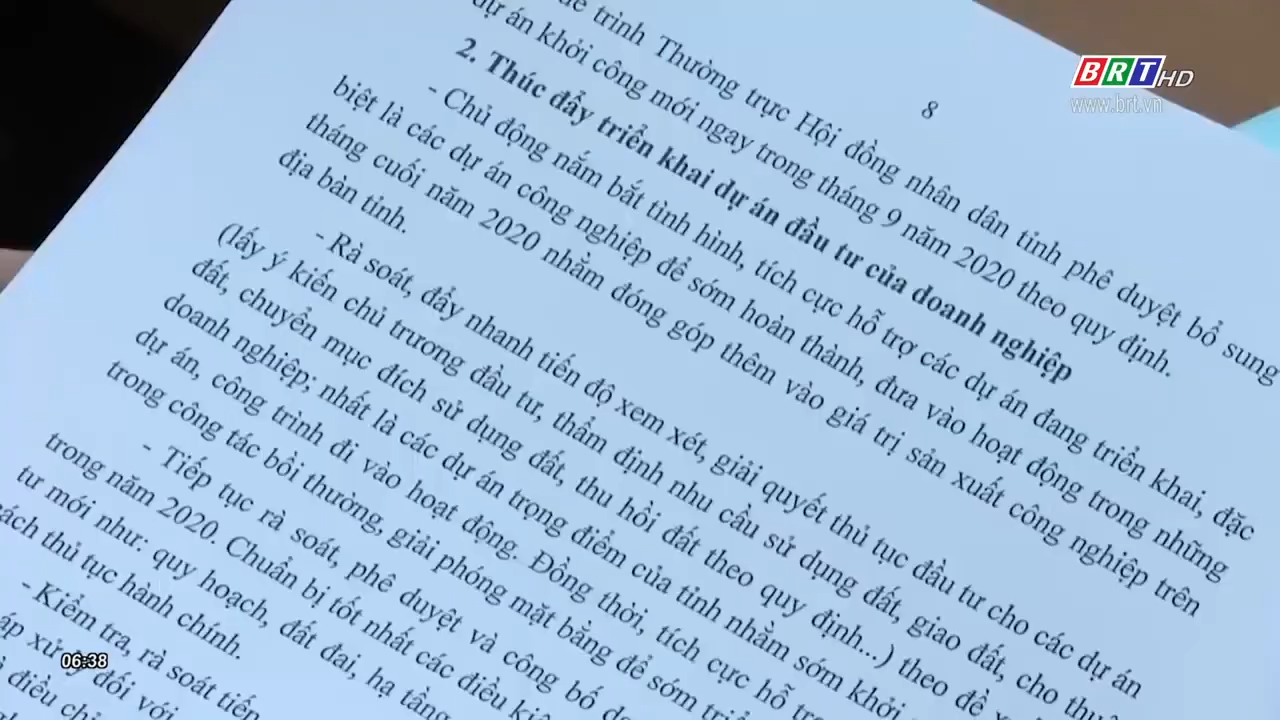 BRT HD
www.brt.vn
8
trình Thường trực Hội đồng nhân dân tỉnh phê duyệt bổ sung
dự án khởi công mới ngay trong tháng 9 năm 2020 theo quy định.
2. Thúc đẩy triển khai dự án đầu tư của doanh nghiệp
- Chủ động nắm bắt tình hình, tích cực hỗ trợ các dự án đang triển khai, đặc
biệt là các dự án công nghiệp để sớm hoàn thành, đưa vào hoạt động trong những
tháng cuối năm 2020 nhằm đóng góp thêm vào giá trị sản xuất công nghiệp trên
địa bàn tỉnh.
- Rà soát, đẩy nhanh tiến độ xem xét, giải quyết thủ tục đầu tư cho các dự án
(lấy ý kiến chủ trương đầu tư, thẩm định nhu cầu sử dụng đất, giao đất, cho
đất, chuyển mục đích sử dụng đất, thu hồi đất theo quy định...) theo đề
doanh nghiệp; nhất là các dự án trọng điểm của tỉnh nhằm sớm khởi
dự án, công trình đi vào hoạt động. Đồng thời, tích cực hỗ
trong công tác bồi thường, giải phóng mặt bằng để sớm
- Tiếp tục rà soát, phê duyệt và công bố
trong năm 2020. Chuẩn bị tốt nhất các điều
tư mới như: quy hoạch, đất đai, hạ tầng
thủ tục hành chính.
- Kiểm tra, rà soát
đối với
điều
06:38